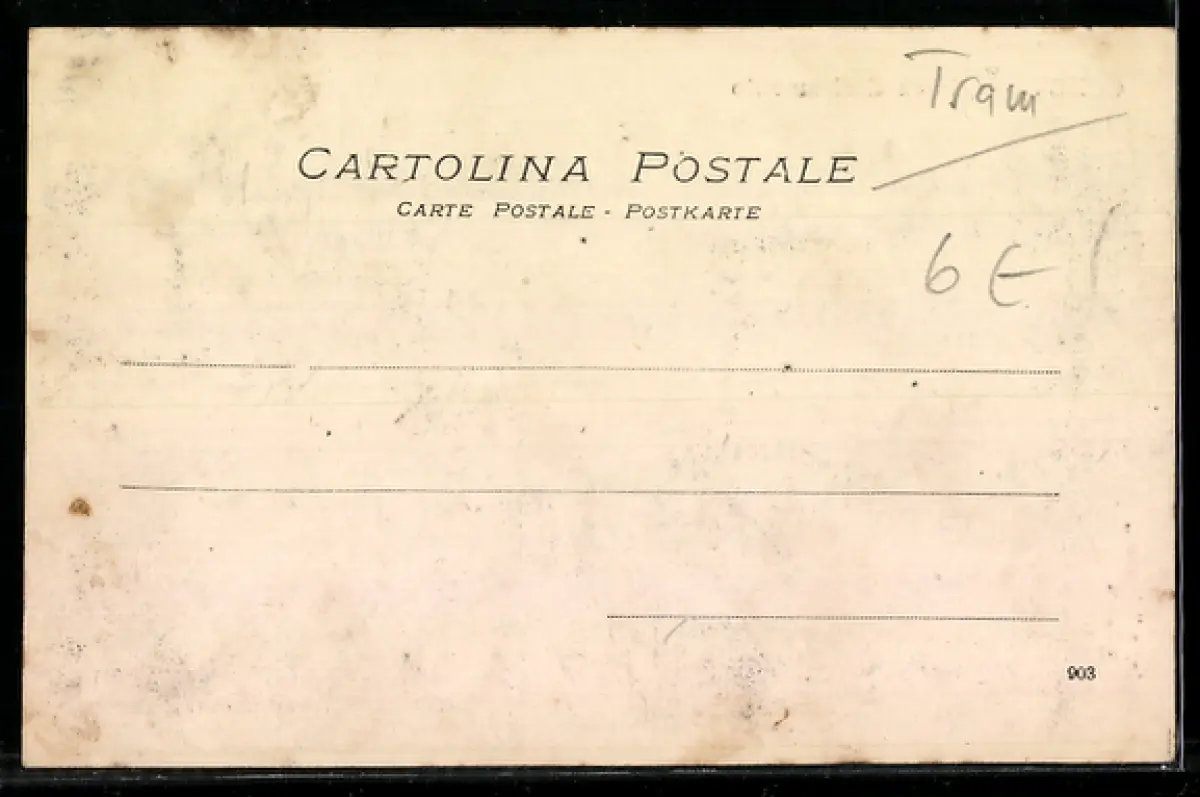 Tram
CARTOLINA POSTALE
CARTE POSTALE - POSTKARTE
6 €
903